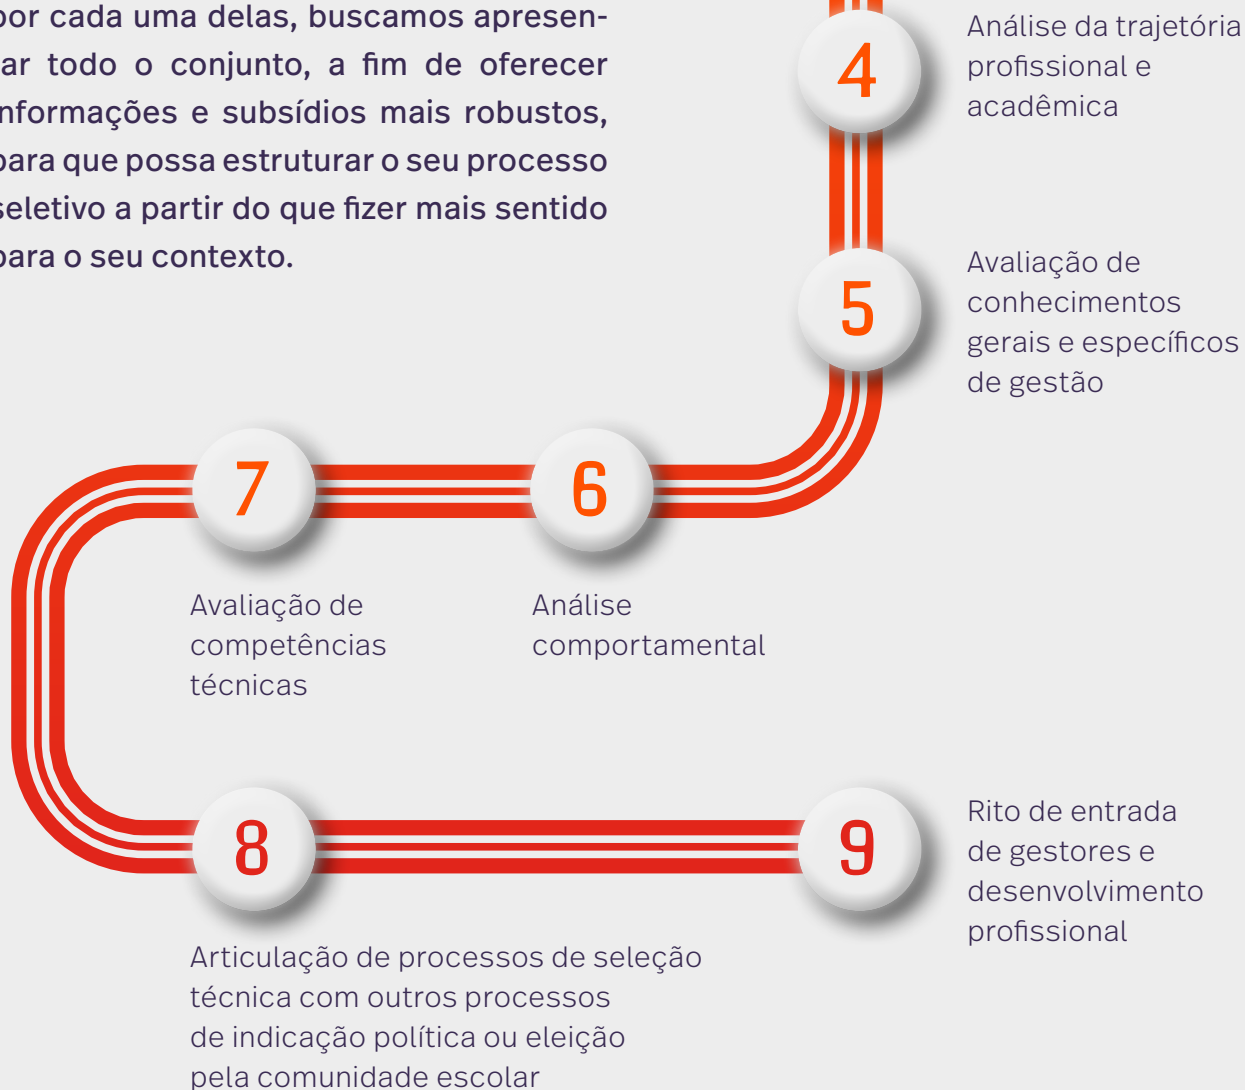 por cada uma delas, buscamos apresen-
tar todo o conjunto, a fim de oferecer
informações e subsídios mais robustos,
para que possa estruturar o seu processo
seletivo a partir do que fizer mais sentido
para o seu contexto.
4
Análise da trajetória
profissional e
acadêmica
5
Avaliação de
conhecimentos
gerais e específicos
de gestão
6
Análise
comportamental
7
Avaliação de
competências
técnicas
8
Articulação de processos de seleção
técnica com outros processos
de indicação política ou eleição
pela comunidade escolar
9
Rito de entrada
de gestores e
desenvolvimento
profissional